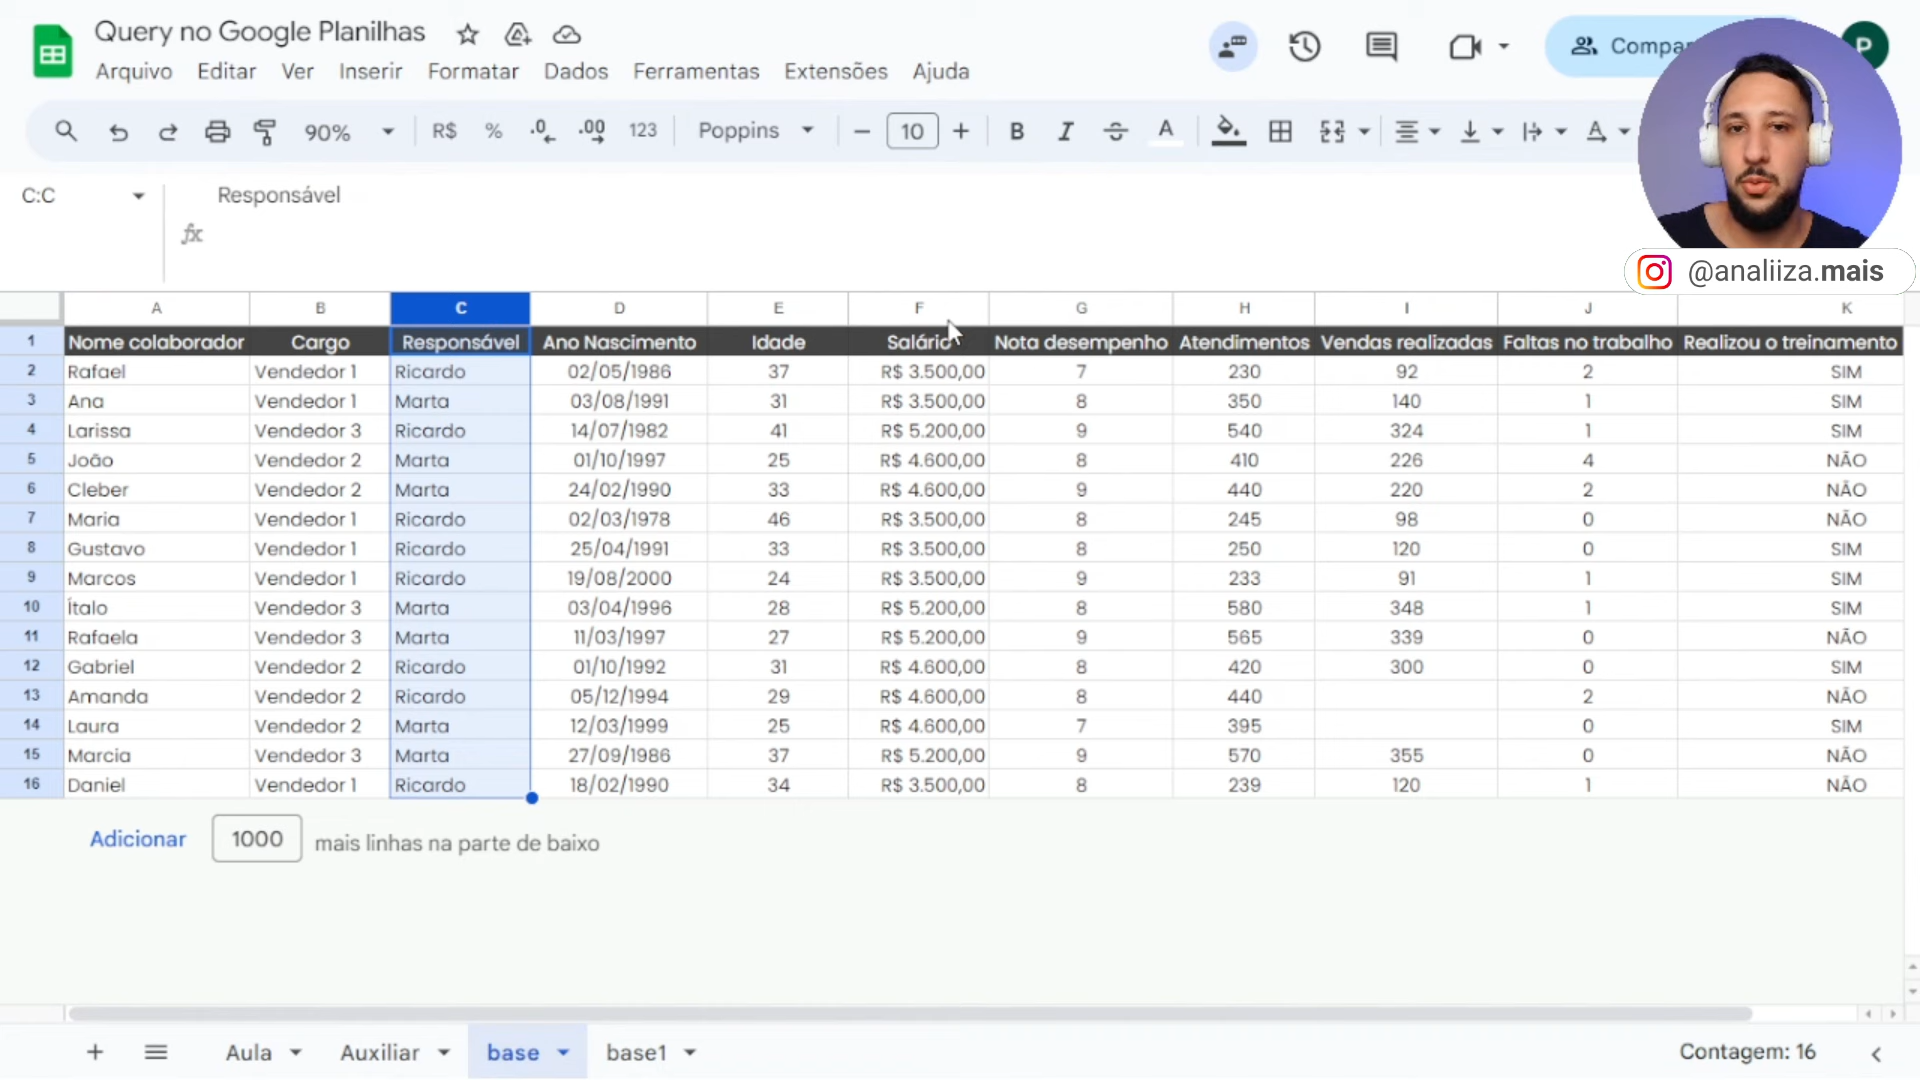 Query no Google Planilhas
Arquivo Editar Ver Inserir Formatar Dados Ferramentas Extensões Ajuda
P
90% R$ % .0 .00 123 Poppins 10 B I S A A
@analiiza.mais
C:C Responsável
fx
A B C D E F G H I J K
1 Nome colaborador Cargo Responsável Ano Nascimento Idade Salário Nota desempenho Atendimentos Vendas realizadas Faltas no trabalho Realizou o treinamento
2 Rafael Vendedor 1 Ricardo 02/05/1986 37 R$ 3.500,00 7 230 92 2 SIM
3 Ana Vendedor 1 Marta 03/08/1991 31 R$ 3.500,00 8 350 140 1 SIM
4 Larissa Vendedor 3 Ricardo 14/07/1982 41 R$ 5.200,00 9 540 324 1 SIM
5 João Vendedor 2 Marta 01/10/1997 25 R$ 4.600,00 8 410 226 4 NÃO
6 Cleber Vendedor 2 Marta 24/02/1990 33 R$ 4.600,00 9 440 220 2 NÃO
7 Maria Vendedor 1 Ricardo 02/03/1978 46 R$ 3.500,00 8 245 98 0 NÃO
8 Gustavo Vendedor 1 Ricardo 25/04/1991 33 R$ 3.500,00 8 250 120 0 SIM
9 Marcos Vendedor 1 Ricardo 19/08/2000 24 R$ 3.500,00 9 233 91 1 SIM
10 Ítalo Vendedor 3 Marta 03/04/1996 28 R$ 5.200,00 8 580 348 1 SIM
11 Rafaela Vendedor 3 Marta 11/03/1997 27 R$ 5.200,00 9 565 339 0 NÃO
12 Gabriel Vendedor 2 Ricardo 01/10/1992 31 R$ 4.600,00 8 420 300 0 SIM
13 Amanda Vendedor 2 Ricardo 05/12/1994 29 R$ 4.600,00 8 440 2 NÃO
14 Laura Vendedor 2 Marta 12/03/1999 25 R$ 4.600,00 7 395 0 SIM
15 Marcia Vendedor 3 Marta 27/09/1986 37 R$ 5.200,00 9 570 355 0 NÃO
16 Daniel Vendedor 1 Ricardo 18/02/1990 34 R$ 3.500,00 8 239 120 1 NÃO
Adicionar 1000 mais linhas na parte de baixo
Aula Auxiliar base base1 Contagem: 16